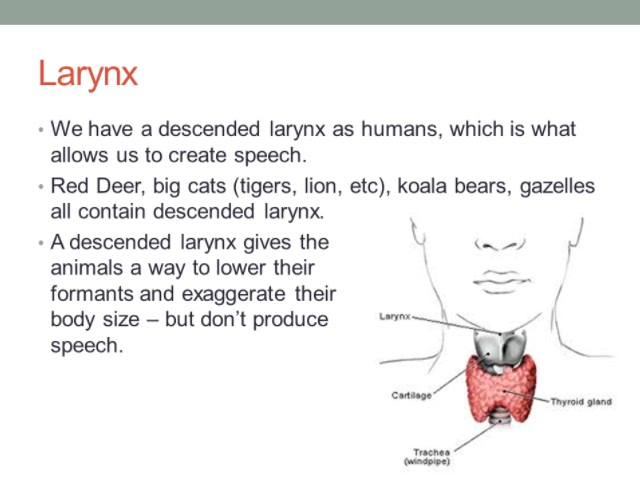 Larynx
• We have a descended larynx as humans, which is what
allows us to create speech.
• Red Deer, big cats (tigers, lion, etc), koala bears, gazelles
all contain descended larynx.
• A descended larynx gives the
animals a way to lower their
formants and exaggerate their
body size – but don’t produce
speech.
Larynx
Cartilage
Thyroid gland
Trachea
(windpipe)